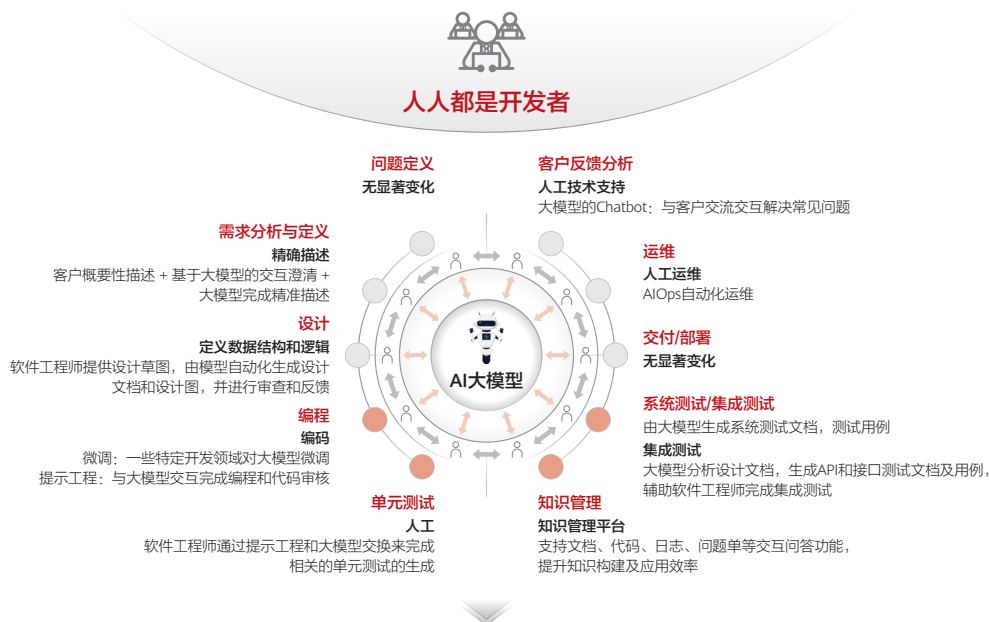 人人都是开发者
问题定义
无显著变化
需求分析与定义
精确描述
客户概要性描述 + 基于大模型的交互澄清 +
大模型完成精准描述
设计
定义数据结构和逻辑
软件工程师提供设计草图，由模型自动化生成设计
文档和设计图，并进行审查和反馈
编程
编码
微调：一些特定开发领域对大模型微调
提示工程：与大模型交互完成编程和代码审核
单元测试
人工
软件工程师通过提示工程和大模型交换来完成
相关的单元测试的生成
AI大模型
客户反馈分析
人工技术支持
大模型的Chatbot：与客户交流交互解决常见问题
运维
人工运维
AIOps自动化运维
交付/部署
无显著变化
系统测试/集成测试
由大模型生成系统测试文档，测试用例
集成测试
大模型分析设计文档，生成API和接口测试文档及用例，
辅助软件工程师完成集成测试
知识管理
知识管理平台
支持文档、代码、日志、问题单等交互问答功能，
提升知识构建及应用效率